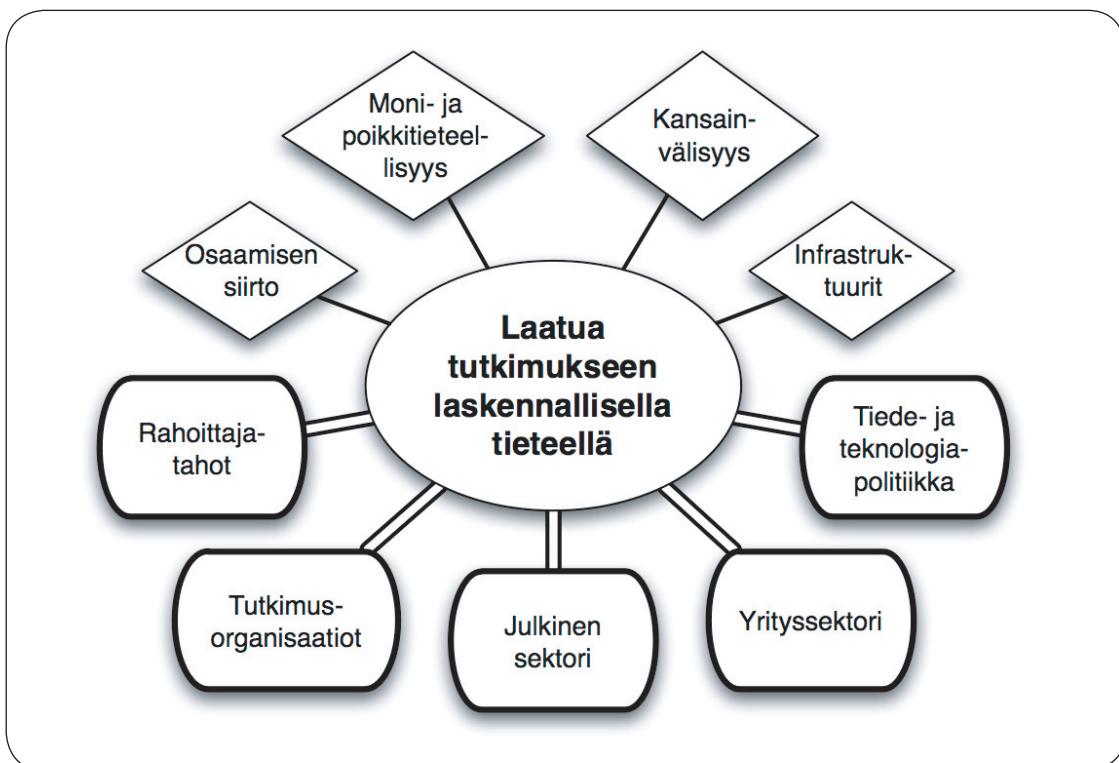 Moni- ja
poikkitieteel-
lisyys
Kansain-
välisyys
Osaamisen
siirto
Infrastruk-
tuurit
Laatua
tutkimukseen
laskennallisella
tieteellä
Rahoittaja-
tahot
Tiede- ja
teknologia-
politiikka
Tutkimus-
organisaatiot
Julkinen
sektori
Yrityssektori